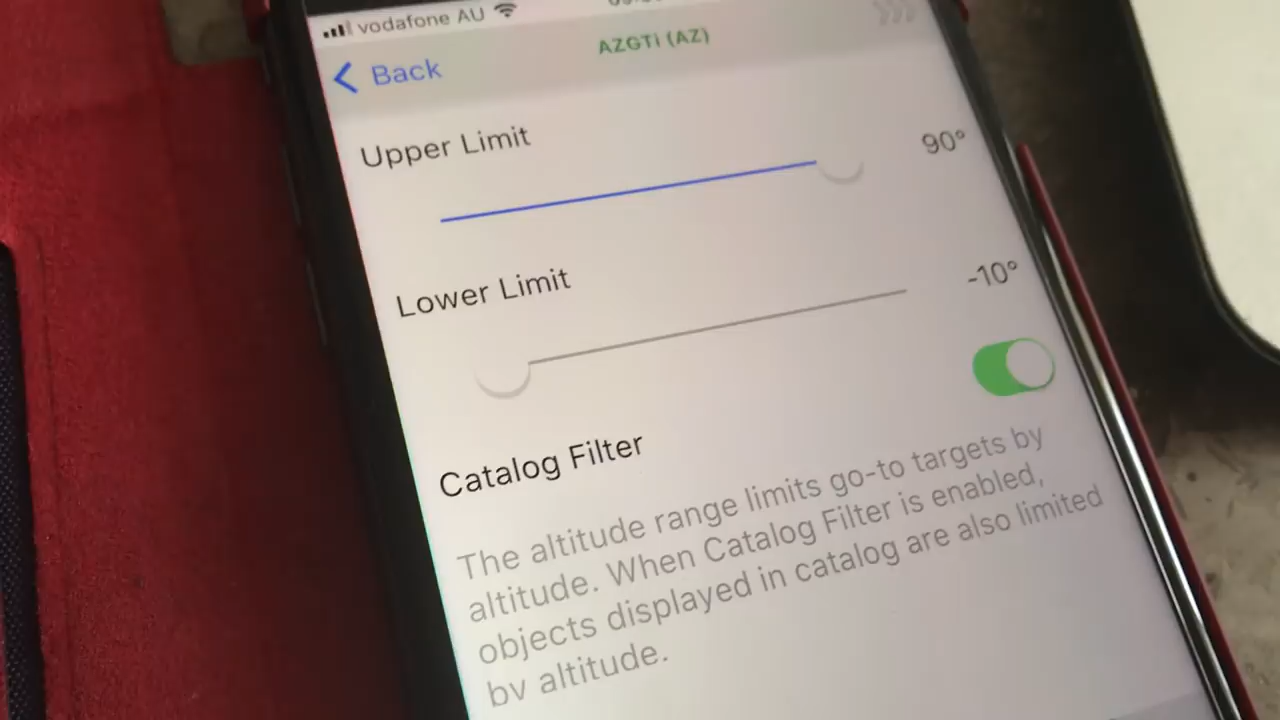 vodafone AU
AZGTi (AZ)
Back
Upper Limit
90°
Lower Limit
-10°
Catalog Filter
The altitude range limits go-to targets by
altitude. When Catalog Filter is enabled,
objects displayed in catalog are also limited
by altitude.